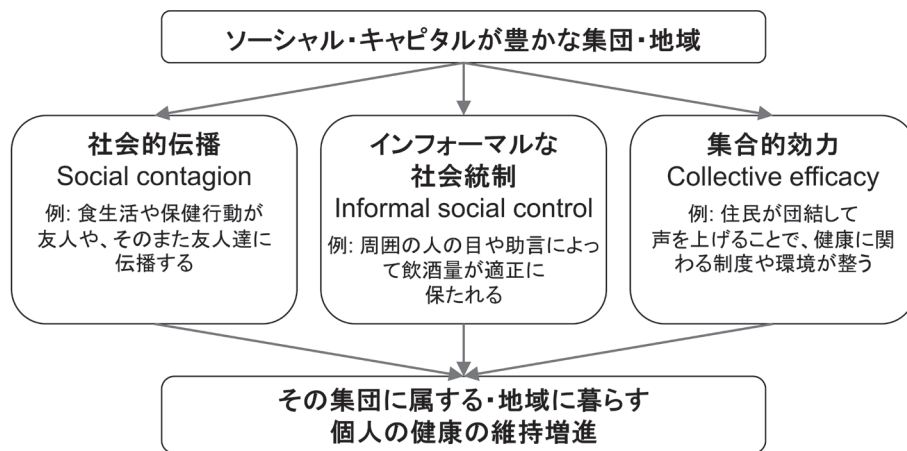 ソーシャル・キャピタルが豊かな集団・地域
社会的伝播
Social contagion
例: 食生活や保健行動が
友人や、そのまた友人達に
伝播する
インフォーマルな
社会統制
Informal social control
例: 周囲の人の目や助言によっ
て飲酒量が適正に
保たれる
集合的効力
Collective efficacy
例: 住民が団結して
声を上げることで、健康に関
わる制度や環境が整う
その集団に属する・地域に暮らす
個人の健康の維持増進